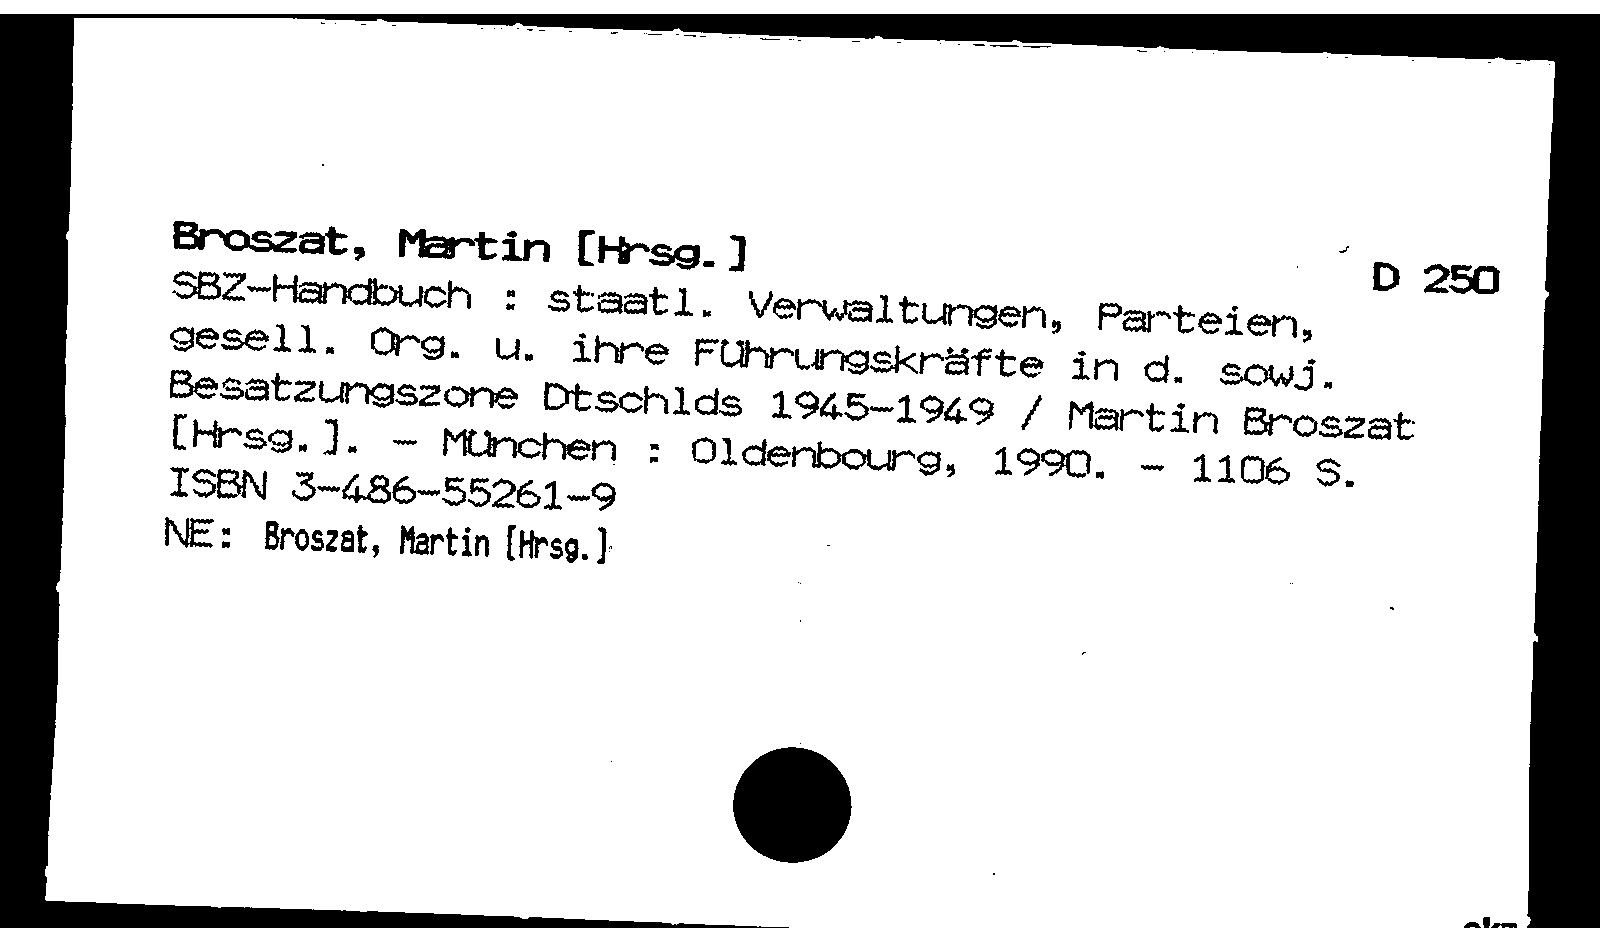 Broszat, Martin [Hrsg.]
D 250
SBZ-Handbuch : staatl. Verwaltungen, Parteien,
gesell. Org. u. ihre Führungskräfte in d. sowj.
Besatzungszone Dtschlds 1945-1949 / Martin Broszat
[Hrsg.]. - München : Oldenbourg, 1990. - 1106 S.
ISBN 3-486-55261-9
NE: Broszat, Martin [Hrsg.]